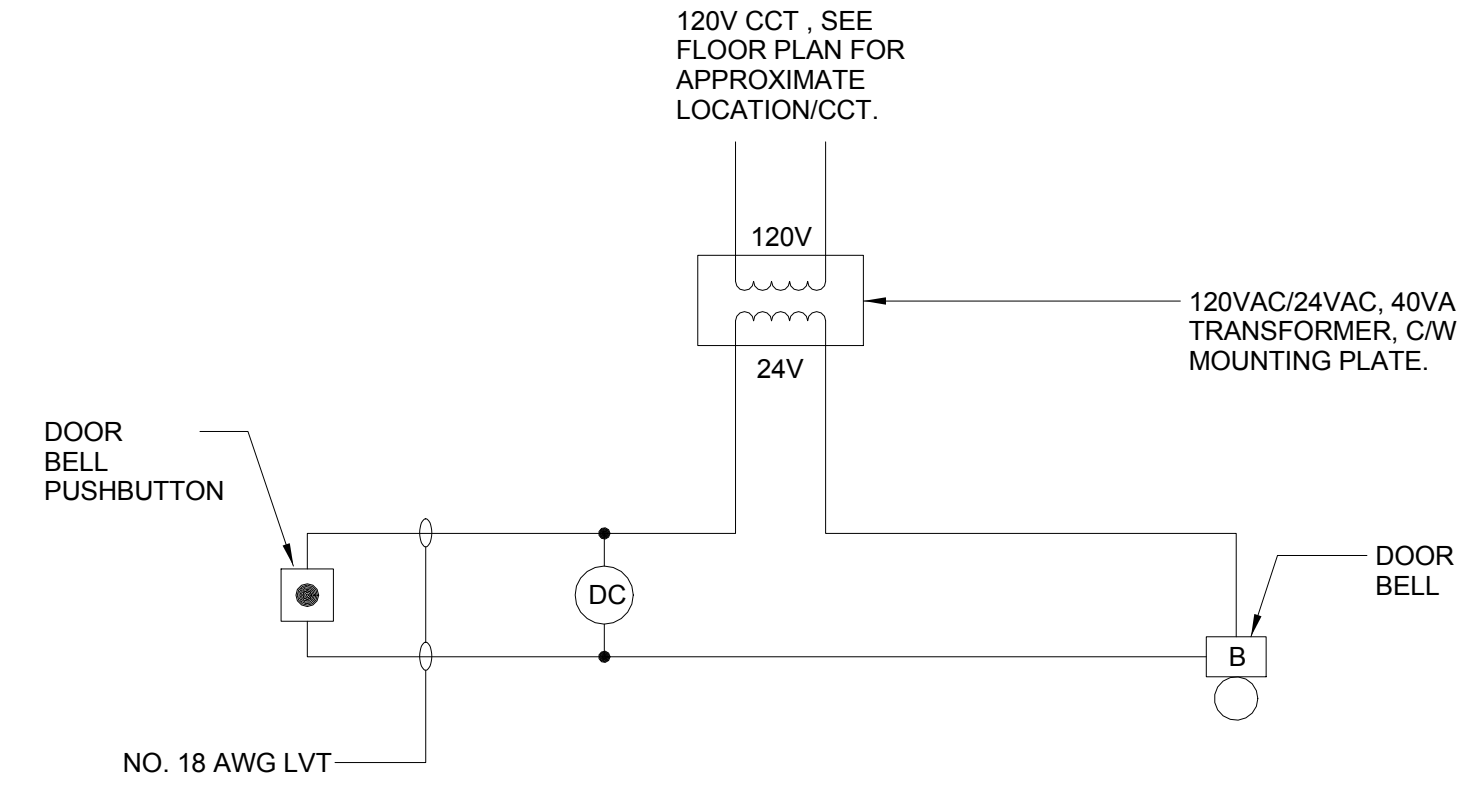 120V CCT , SEE
FLOOR PLAN FOR
APPROXIMATE
LOCATION/CCT.
120V
120VAC/24VAC, 40VA
TRANSFORMER, C/W
MOUNTING PLATE.
24V
DOOR
BELL
PUSHBUTTON
DC
DOOR
BELL
B
NO. 18 AWG LVT